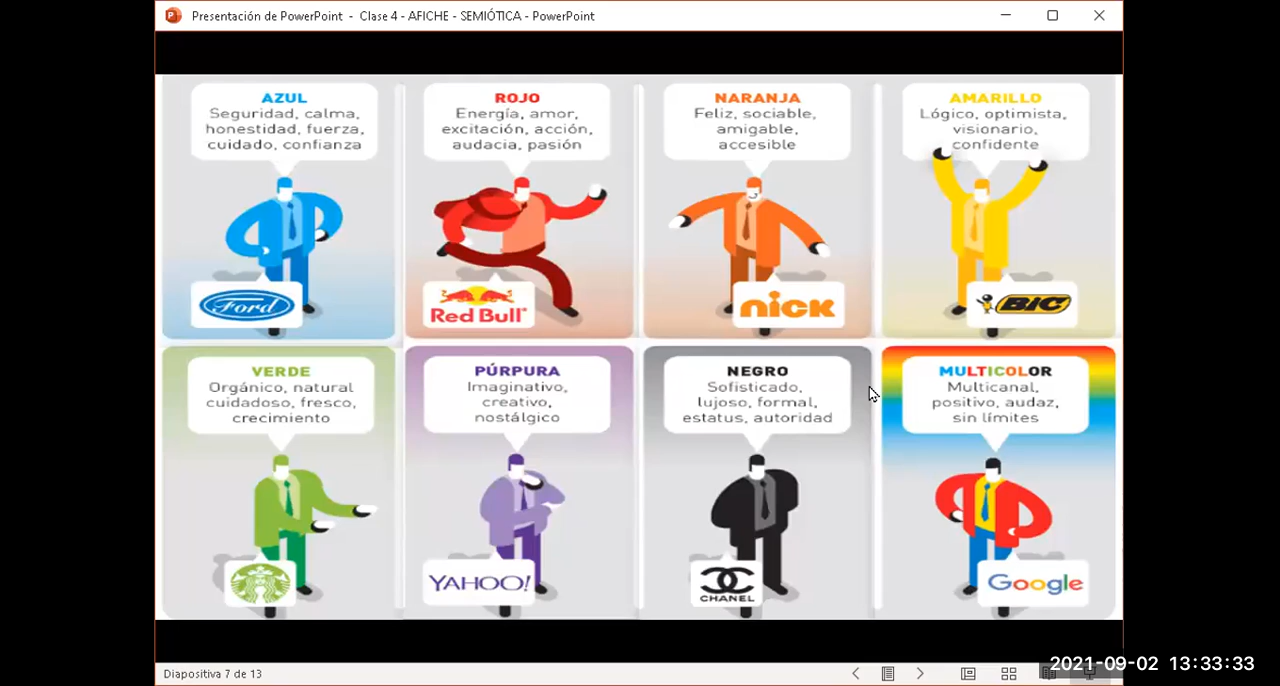 Presentación de PowerPoint - Clase 4 - AFICHE - SEMIÓTICA - PowerPoint
AZUL
Seguridad, calma,
honestidad, fuerza,
cuidado, confianza
Ford
ROJO
Energía, amor,
excitación, acción,
audacia, pasión
Red Bull
NARANJA
Feliz, sociable,
amigable,
accesible
nick
AMARILLO
Lógico, optimista,
visionario,
confidente
BIC
VERDE
Orgánico, natural
cuidadoso, fresco,
crecimiento
PÚRPURA
Imaginativo,
creativo,
nostálgico
YAHOO!
NEGRO
Sofisticado,
lujoso, formal,
estatus, autoridad
CHANEL
MULTICOLOR
Multicanal,
positivo, audaz,
sin límites
Google
Diapositiva 7 de 13
2021-09-02 13:33:33